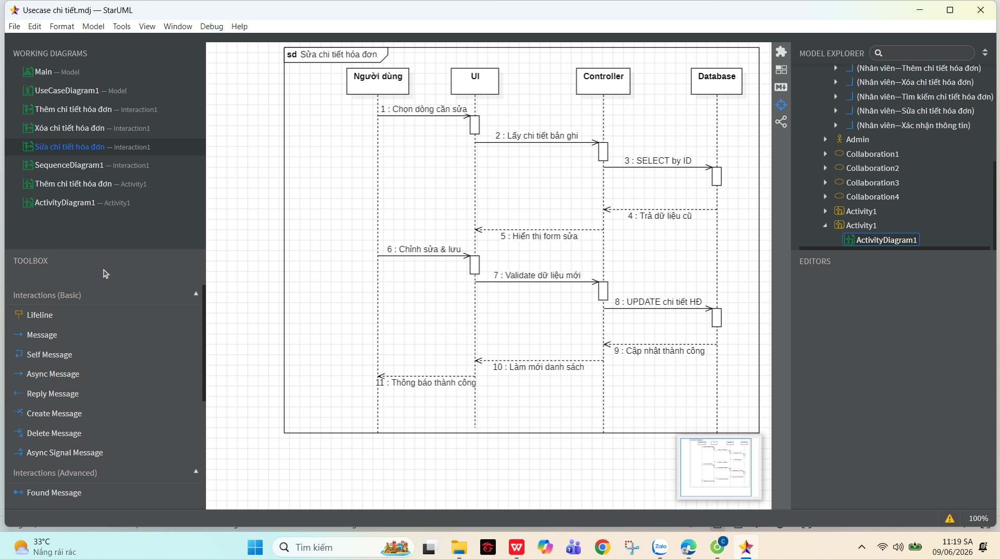 Usecase chi tiết.mdj — StarUML
File Edit Format Model Tools View Window Debug Help
WORKING DIAGRAMS
Main — Model
UseCaseDiagram1 — Model
Thêm chi tiết hóa đơn — Interaction1
Xóa chi tiết hóa đơn — Interaction1
Sửa chi tiết hóa đơn — Interaction1
SequenceDiagram1 — Interaction1
Thêm chi tiết hóa đơn — Activity1
ActivityDiagram1 — Activity1
TOOLBOX
Interactions (Basic)
Lifeline
Message
Self Message
Async Message
Reply Message
Create Message
Delete Message
Async Signal Message
Interactions (Advanced)
Found Message
sd Sửa chi tiết hóa đơn
Người dùng
UI
Controller
Database
1 : Chọn dòng cần sửa
2 : Lấy chi tiết bản ghi
3 : SELECT by ID
4 : Trả dữ liệu cũ
5 : Hiển thị form sửa
6 : Chỉnh sửa & lưu
7 : Validate dữ liệu mới
8 : UPDATE chi tiết HĐ
9 : Cập nhật thành công
10 : Làm mới danh sách
11 : Thông báo thành công
MODEL EXPLORER
(Nhân viên—Thêm chi tiết hóa đơn)
(Nhân viên—Xóa chi tiết hóa đơn)
(Nhân viên—Tìm kiếm chi tiết hóa đơn)
(Nhân viên—Sửa chi tiết hóa đơn)
(Nhân viên—Xác nhận thông tin)
Admin
Collaboration1
Collaboration2
Collaboration3
Collaboration4
Activity1
Activity1
ActivityDiagram1
EDITORS
100%
33°C
Nắng rải rác
Tìm kiếm
Zalo
C
11:19 SA
09/06/2026